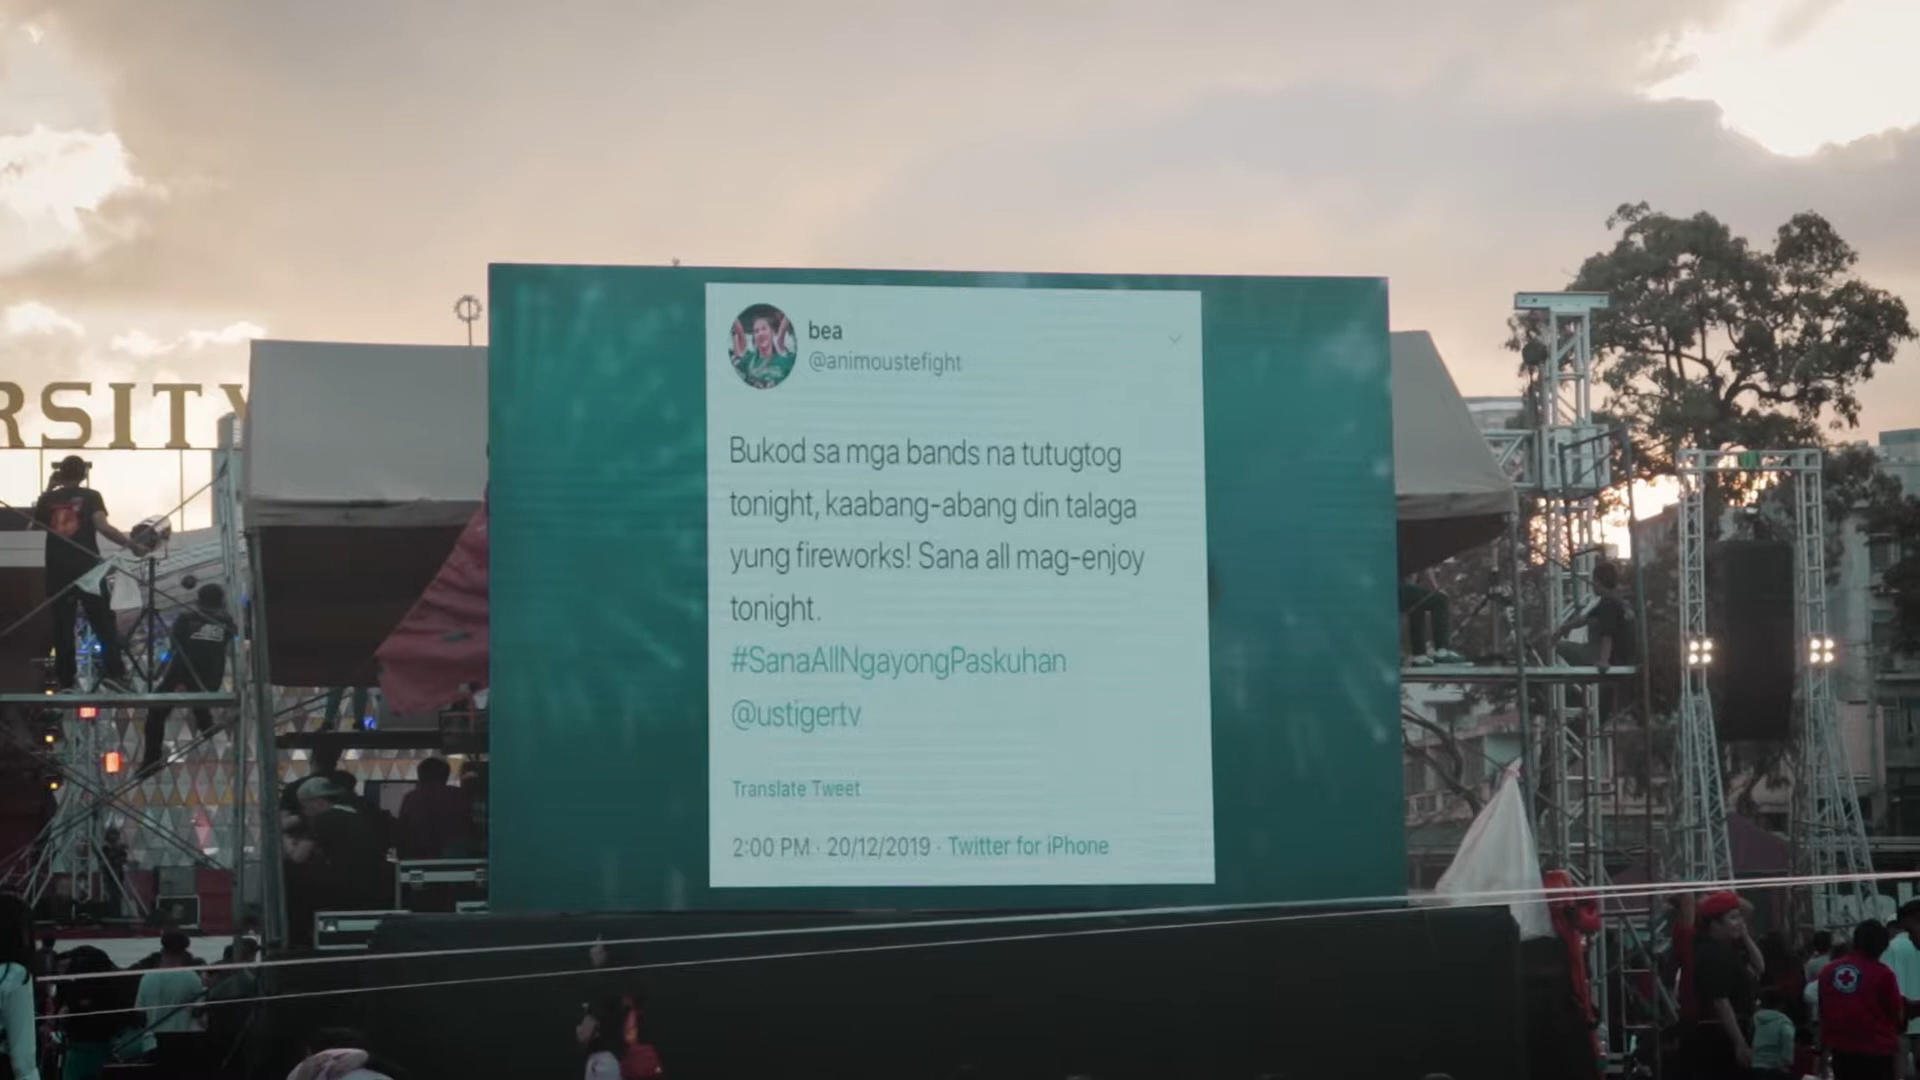 RSITY
bea
@animoustefight
Bukod sa mga bands na tutugtog
tonight, kaabang-abang din talaga
yung fireworks! Sana all mag-enjoy
tonight.
#SanaAllNgayongPaskuhan
@ustigertv
Translate Tweet
2:00 PM · 20/12/2019 · Twitter for iPhone